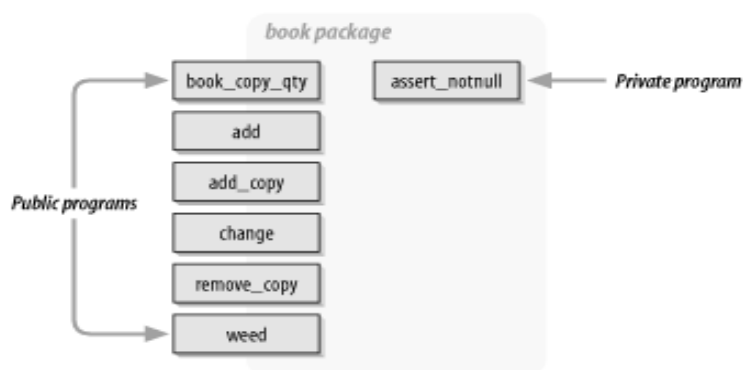 book package
book_copy_qty
assert_notnull
Private program
add
add_copy
Public programs
change
remove_copy
weed